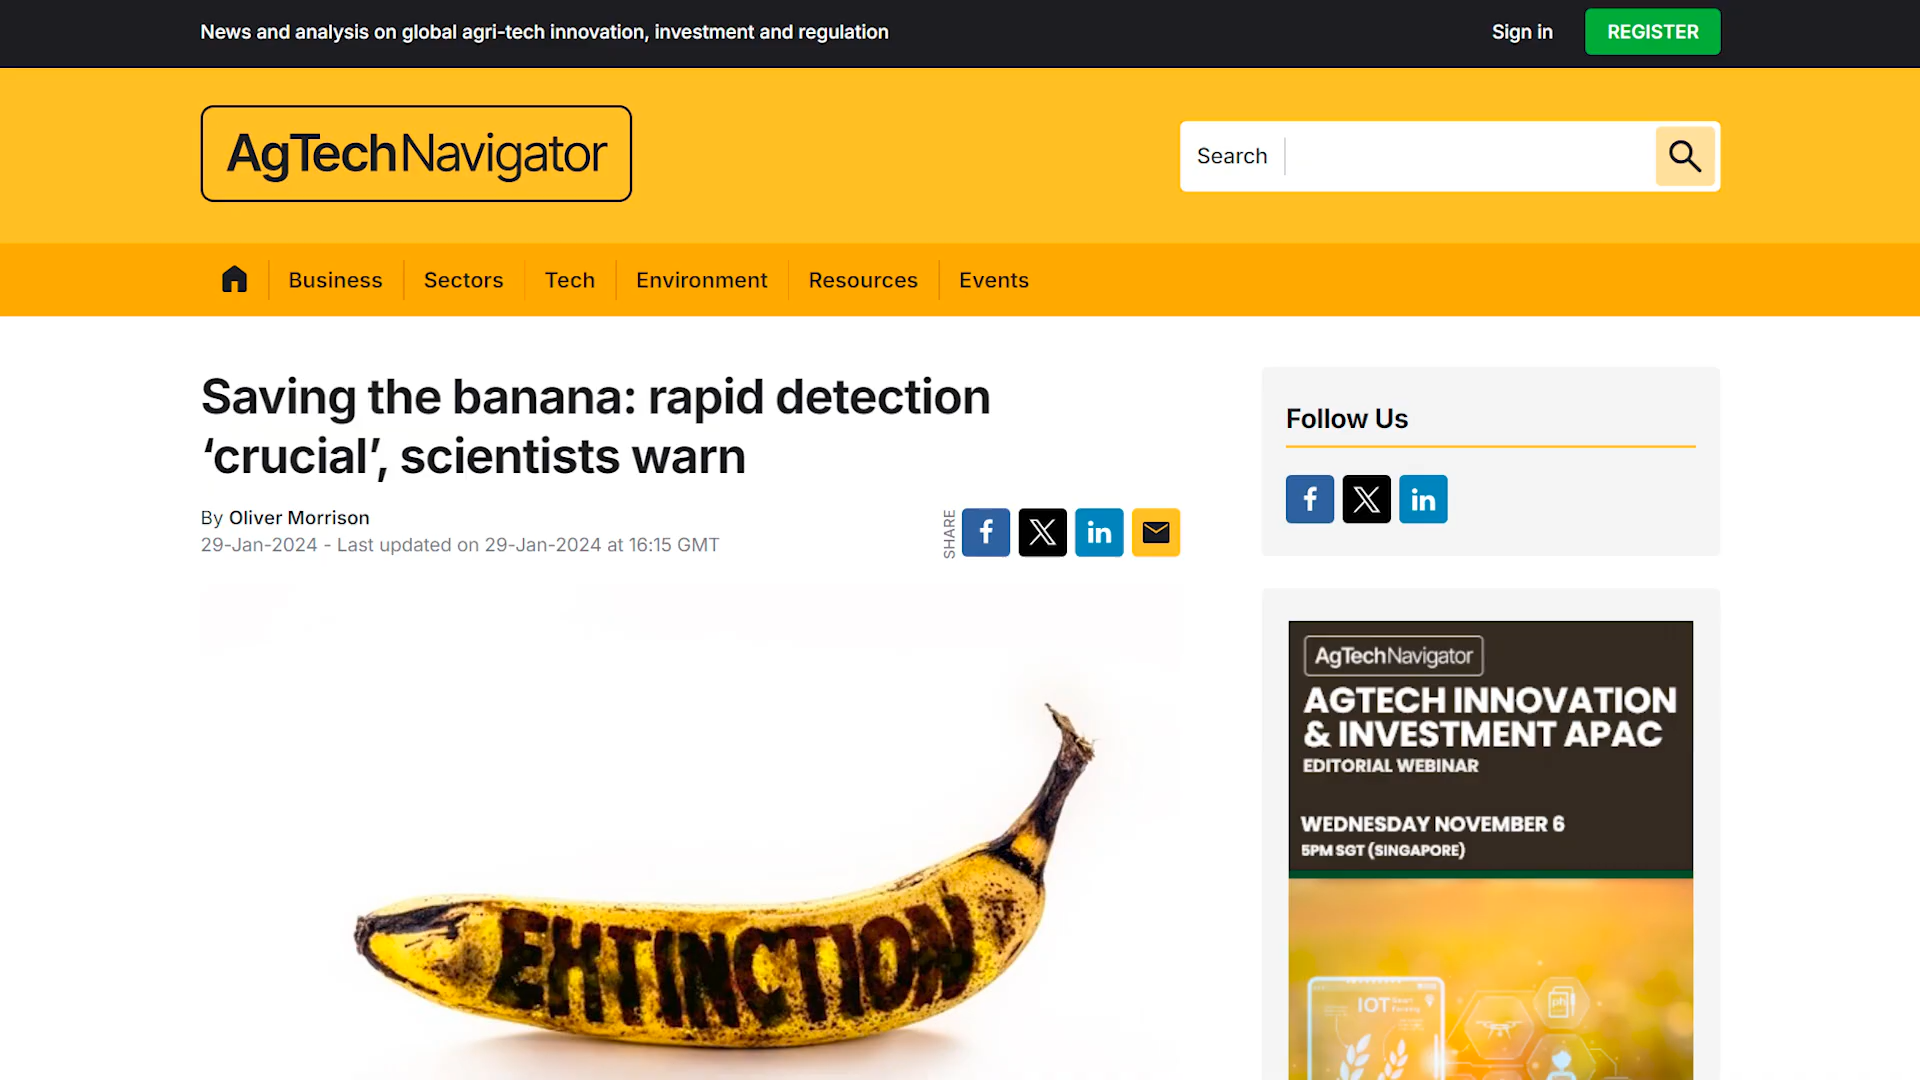 News and analysis on global agri-tech innovation, investment and regulation
Sign in
REGISTER
AgTechNavigator
Search
Business
Sectors
Tech
Environment
Resources
Events
Saving the banana: rapid detection
‘crucial’, scientists warn
By Oliver Morrison
29-Jan-2024 - Last updated on 29-Jan-2024 at 16:15 GMT
SHARE
EXTINCTION
Follow Us
AgTechNavigator
AGTECH INNOVATION
& INVESTMENT APAC
EDITORIAL WEBINAR
WEDNESDAY NOVEMBER 6
5PM SGT (SINGAPORE)
IOT Smart
Farming
ph